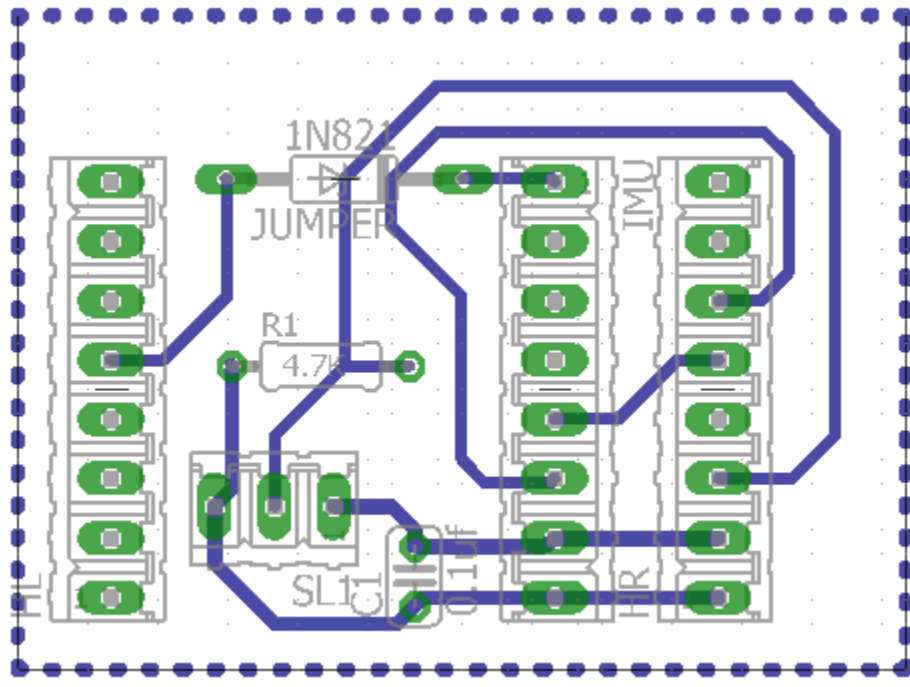 1N821
IMU
JUMPER
R1
4.7K
0.1uf
HL
SL1
C1
HR